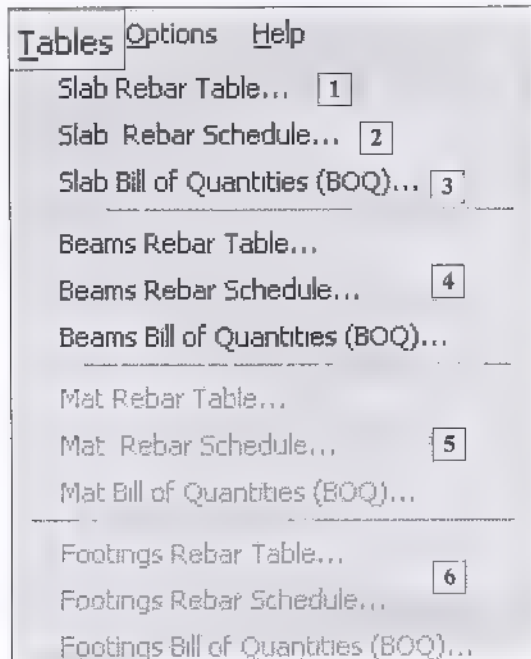 Tables Options Help
Slab Rebar Table... 1
Slab Rebar Schedule... 2
Slab Bill of Quantities (BOQ)... 3
Beams Rebar Table...
Beams Rebar Schedule... 4
Beams Bill of Quantities (BOQ)...
Mat Rebar Table...
Mat Rebar Schedule... 5
Mat Bill of Quantities (BOQ)...
Footings Rebar Table...
6
Footings Rebar Schedule...
Footings Bill of Quantities (BOQ)...